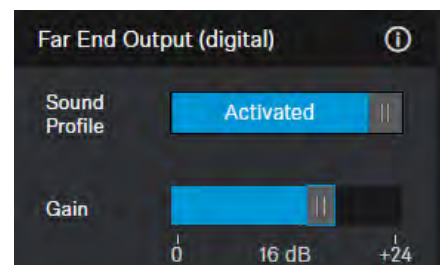 Far End Output (digital)
Sound
Profile
Activated
Gain
0 16 dB +24